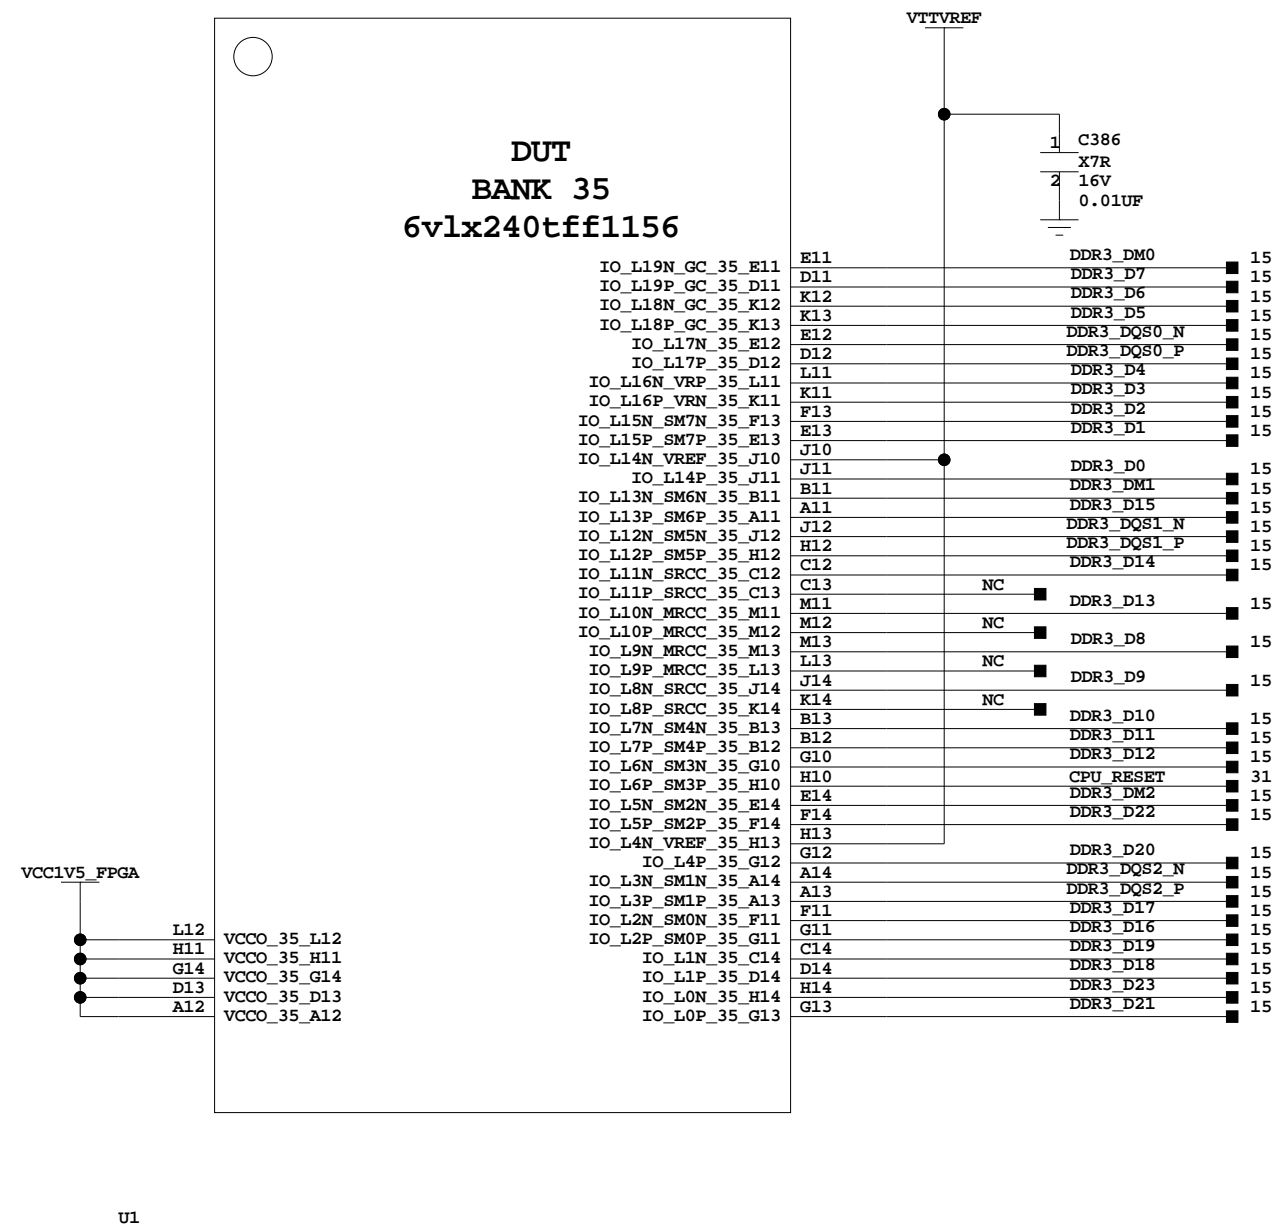 VTTVREF
1 C386
X7R
2 16V
0.01UF
DUT
BANK 35
6vlx240tff1156
IO_L19N_GC_35_E11 E11 DDR3_DM0 15
IO_L19P_GC_35_D11 D11 DDR3_D7 15
IO_L18N_GC_35_K12 K12 DDR3_D6 15
IO_L18P_GC_35_K13 K13 DDR3_D5 15
IO_L17N_35_E12 E12 DDR3_DQS0_N 15
IO_L17P_35_D12 D12 DDR3_DQS0_P 15
IO_L16N_VRP_35_L11 L11 DDR3_D4 15
IO_L16P_VRN_35_K11 K11 DDR3_D3 15
IO_L15N_SM7N_35_F13 F13 DDR3_D2 15
IO_L15P_SM7P_35_E13 E13 DDR3_D1 15
IO_L14N_VREF_35_J10 J10
IO_L14P_35_J11 J11 DDR3_D0 15
IO_L13N_SM6N_35_B11 B11 DDR3_DM1 15
IO_L13P_SM6P_35_A11 A11 DDR3_D15 15
IO_L12N_SM5N_35_J12 J12 DDR3_DQS1_N 15
IO_L12P_SM5P_35_H12 H12 DDR3_DQS1_P 15
IO_L11N_SRCC_35_C12 C12 DDR3_D14 15
IO_L11P_SRCC_35_C13 C13 NC
IO_L10N_MRCC_35_M11 M11 DDR3_D13 15
IO_L10P_MRCC_35_M12 M12 NC
IO_L9N_MRCC_35_M13 M13 DDR3_D8 15
IO_L9P_MRCC_35_L13 L13 NC
IO_L8N_SRCC_35_J14 J14 DDR3_D9 15
IO_L8P_SRCC_35_K14 K14 NC
IO_L7N_SM4N_35_B13 B13 DDR3_D10 15
IO_L7P_SM4P_35_B12 B12 DDR3_D11 15
IO_L6N_SM3N_35_G10 G10 DDR3_D12 15
IO_L6P_SM3P_35_H10 H10 CPU_RESET 31
IO_L5N_SM2N_35_E14 E14 DDR3_DM2 15
IO_L5P_SM2P_35_F14 F14 DDR3_D22 15
IO_L4N_VREF_35_H13 H13
IO_L4P_35_G12 G12 DDR3_D20 15
IO_L3N_SM1N_35_A14 A14 DDR3_DQS2_N 15
IO_L3P_SM1P_35_A13 A13 DDR3_DQS2_P 15
IO_L2N_SM0N_35_F11 F11 DDR3_D17 15
IO_L2P_SM0P_35_G11 G11 DDR3_D16 15
IO_L1N_35_C14 C14 DDR3_D19 15
IO_L1P_35_D14 D14 DDR3_D18 15
IO_L0N_35_H14 H14 DDR3_D23 15
IO_L0P_35_G13 G13 DDR3_D21 15
VCC1V5_FPGA
L12 VCCO_35_L12
H11 VCCO_35_H11
G14 VCCO_35_G14
D13 VCCO_35_D13
A12 VCCO_35_A12
U1